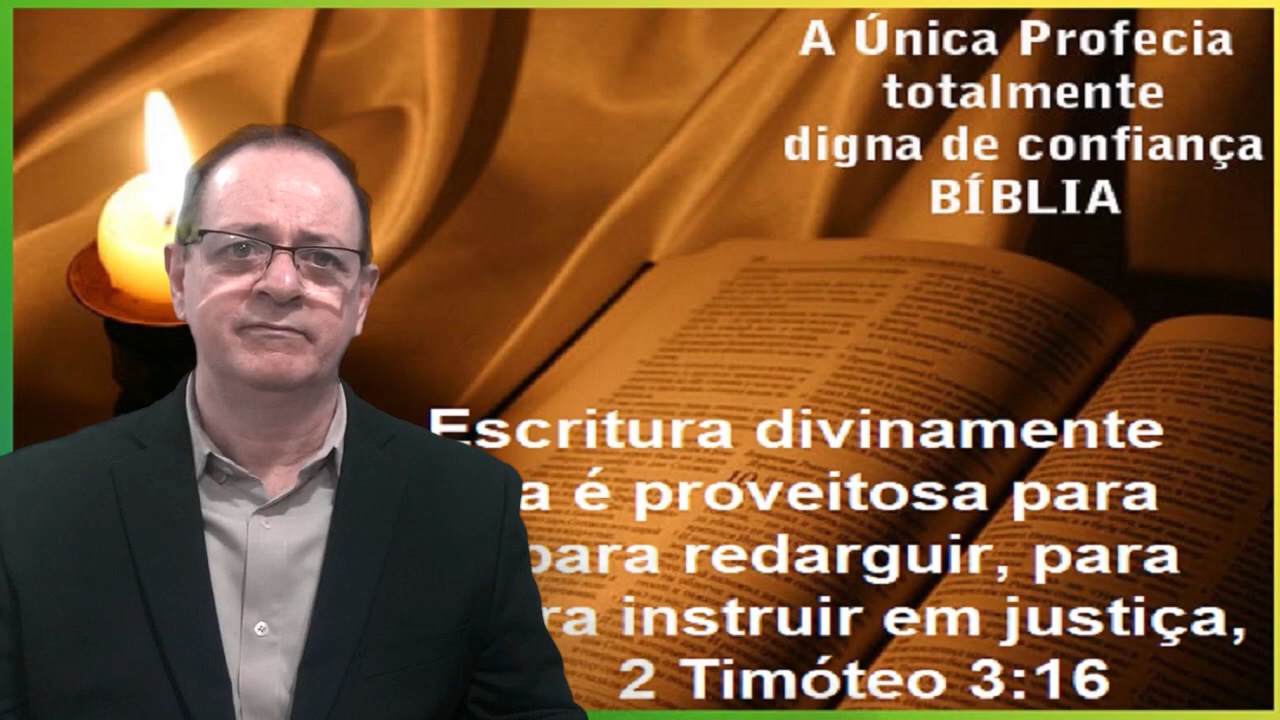 A Única Profecia
totalmente
digna de confiança
BÍBLIA
Escritura divinamente
a é proveitosa para
para redarguir, para
ra instruir em justiça,
2 Timóteo 3:16